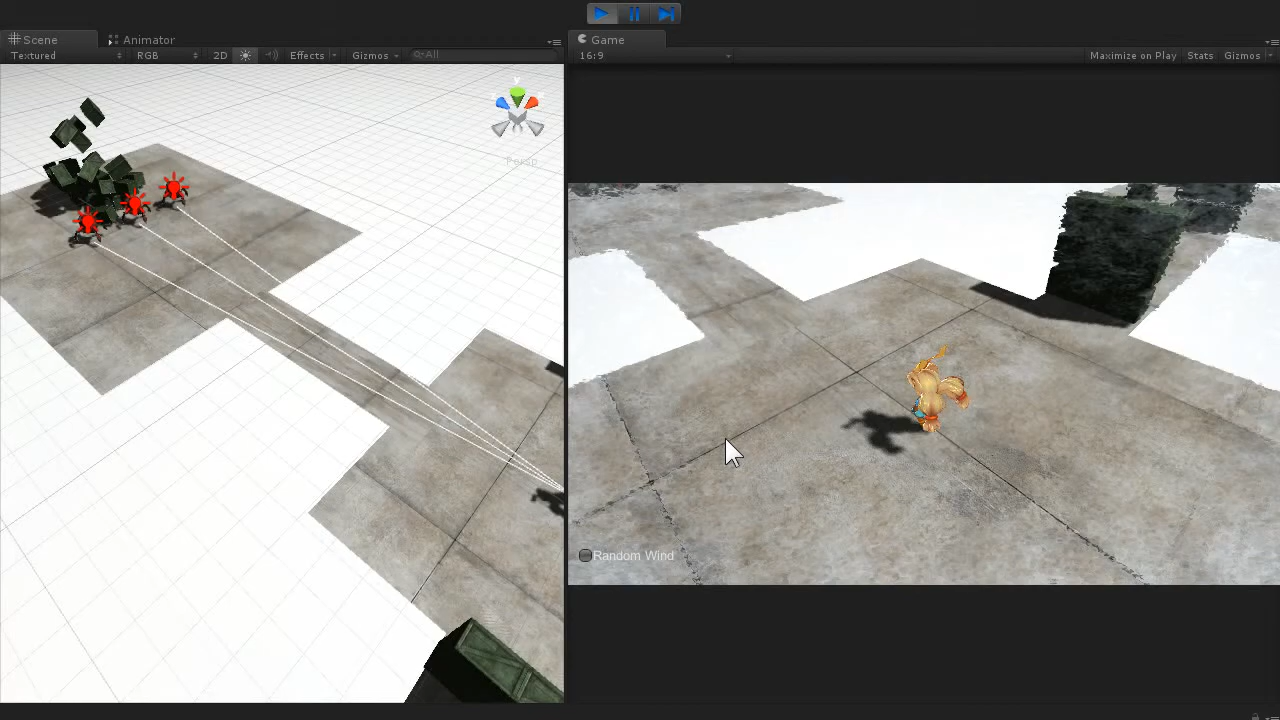 Scene
Animator
Game
Textured
RGB
2D
Effects
Gizmos
All
16:9
Maximize on Play
Stats
Gizmos
y
Persp
Random Wind